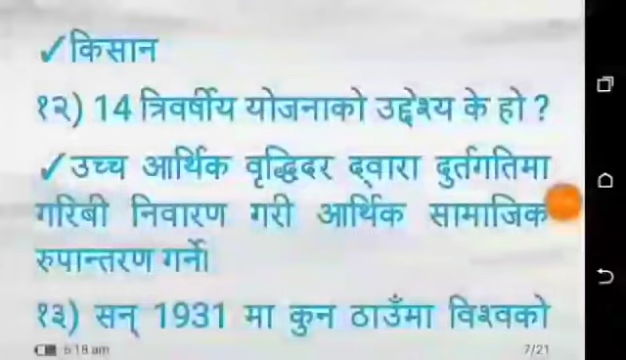 ✓किसान
१२) 14 त्रिवर्षीय योजनाको उद्देश्य के हो ?
✓उच्च आर्थिक वृद्धिदर द्वारा दुर्तगतिमा
गरिबी निवारण गरी आर्थिक सामाजिक
रुपान्तरण गर्ने।
१३) सन् 1931 मा कुन ठाउँमा विश्वको
5:18 am 7/21